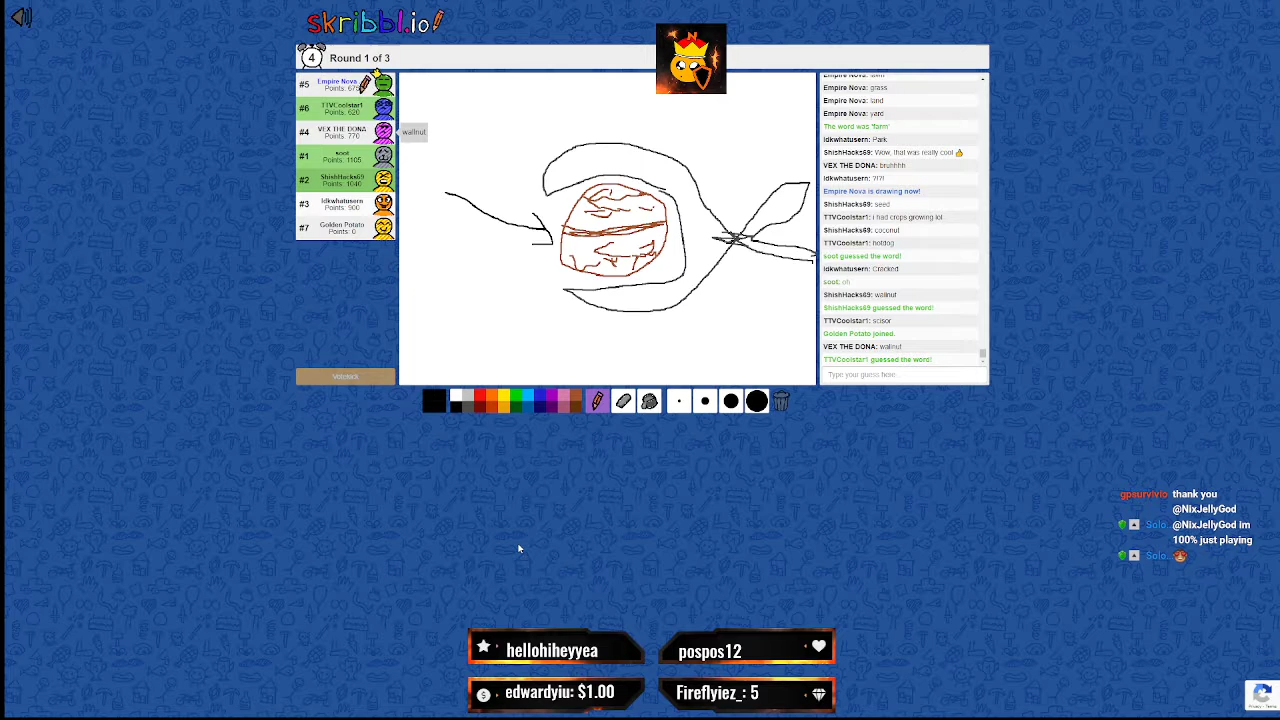 skribbl.io
4
Round 1 of 3
N
#5 Empire Nova
Points: 675
#6 TTVCoolstar1
Points: 620
#4 VEX THE DONA
Points: 770
wallnut
#1 soot
Points: 1105
#2 ShishHacks69
Points: 1040
#3 Idkwhatusern
Points: 900
#7 Golden Potato
Points: 0
Votekick
Empire Nova: grass
Empire Nova: land
Empire Nova: yard
The word was 'farm'
Idkwhatusern: Park
ShishHacks69: Wow, that was really cool 👍
VEX THE DONA: bruhhhh
Idkwhatusern: ?!?!
Empire Nova is drawing now!
ShishHacks69: seed
TTVCoolstar1: i had crops growing lol
ShishHacks69: coconut
TTVCoolstar1: hotdog
soot guessed the word!
Idkwhatusern: Cracked
soot: oh
ShishHacks69: wallnut
ShishHacks69 guessed the word!
TTVCoolstar1: scisor
Golden Potato joined.
VEX THE DONA: wallnut
TTVCoolstar1 guessed the word!
Type your guess here...
gpsurvivio thank you
@NixJellyGod
Solo... @NixJellyGod im
100% just playing
Solo...
hellohiheyyea
pospos12
edwardyiu: $1.00
Fireflyiez_: 5
Privacy - Terms